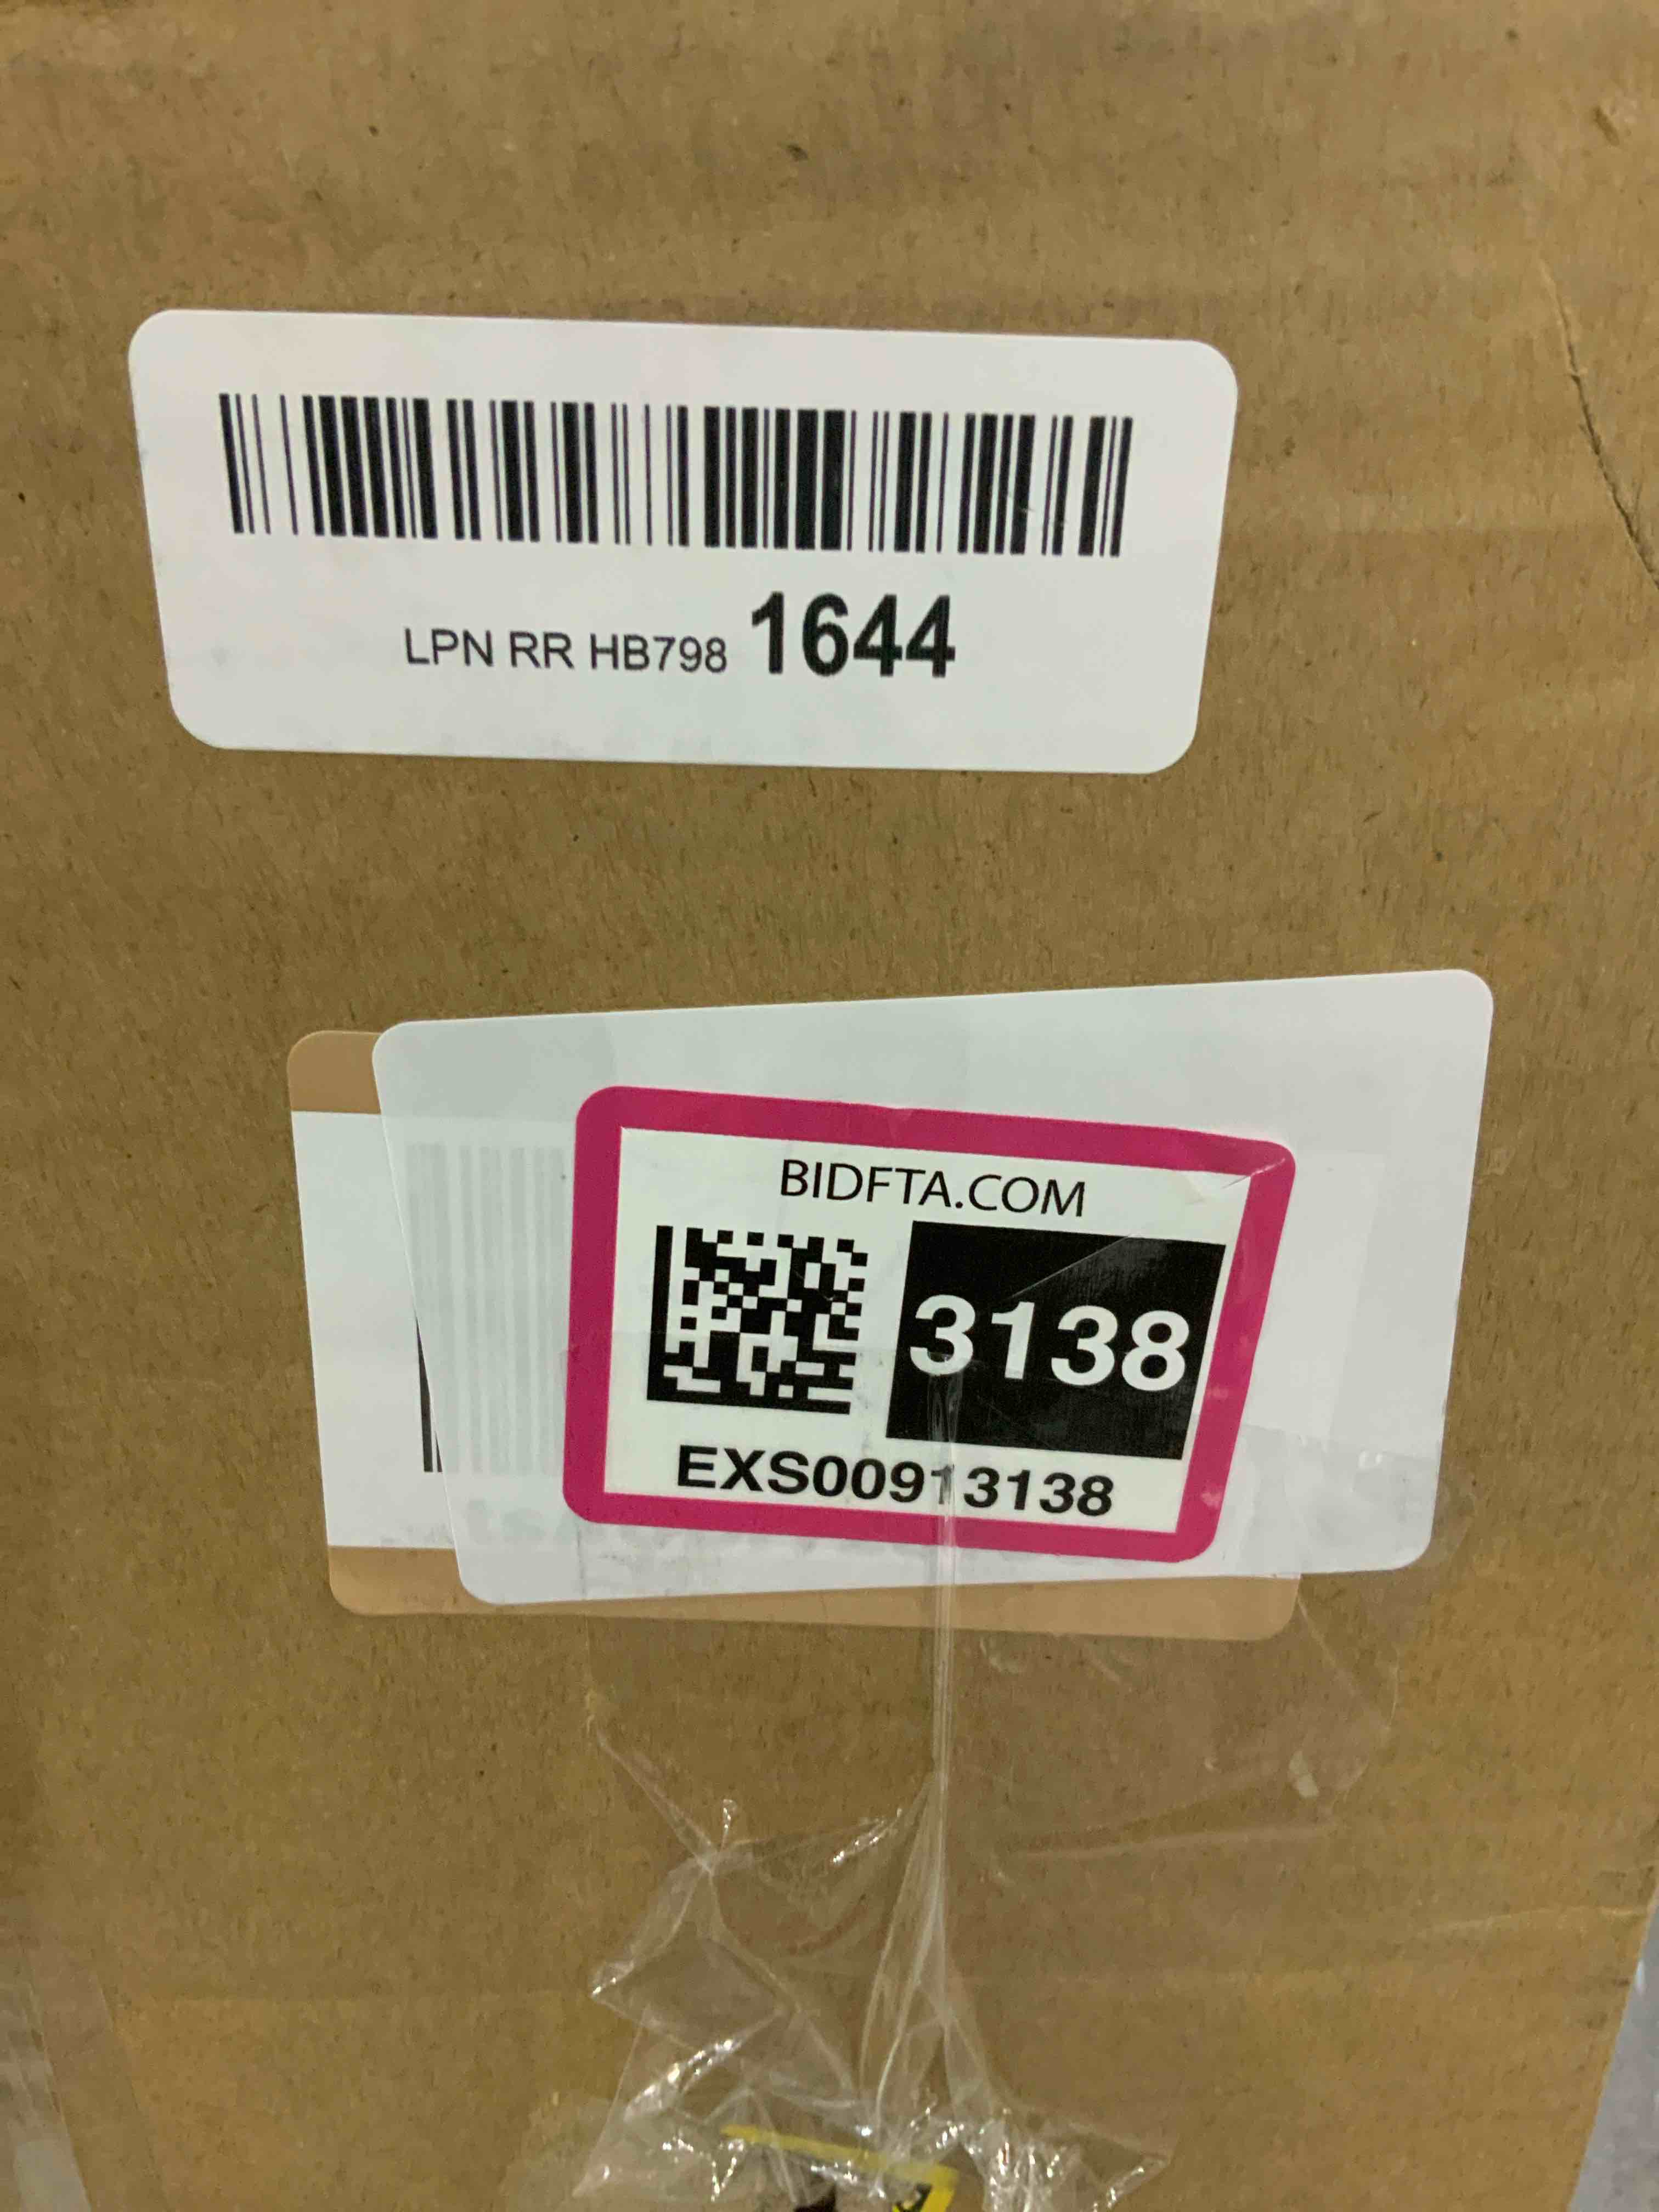 LPN RR HB798 1644
BIDFTA.COM
3138
EXS00913138